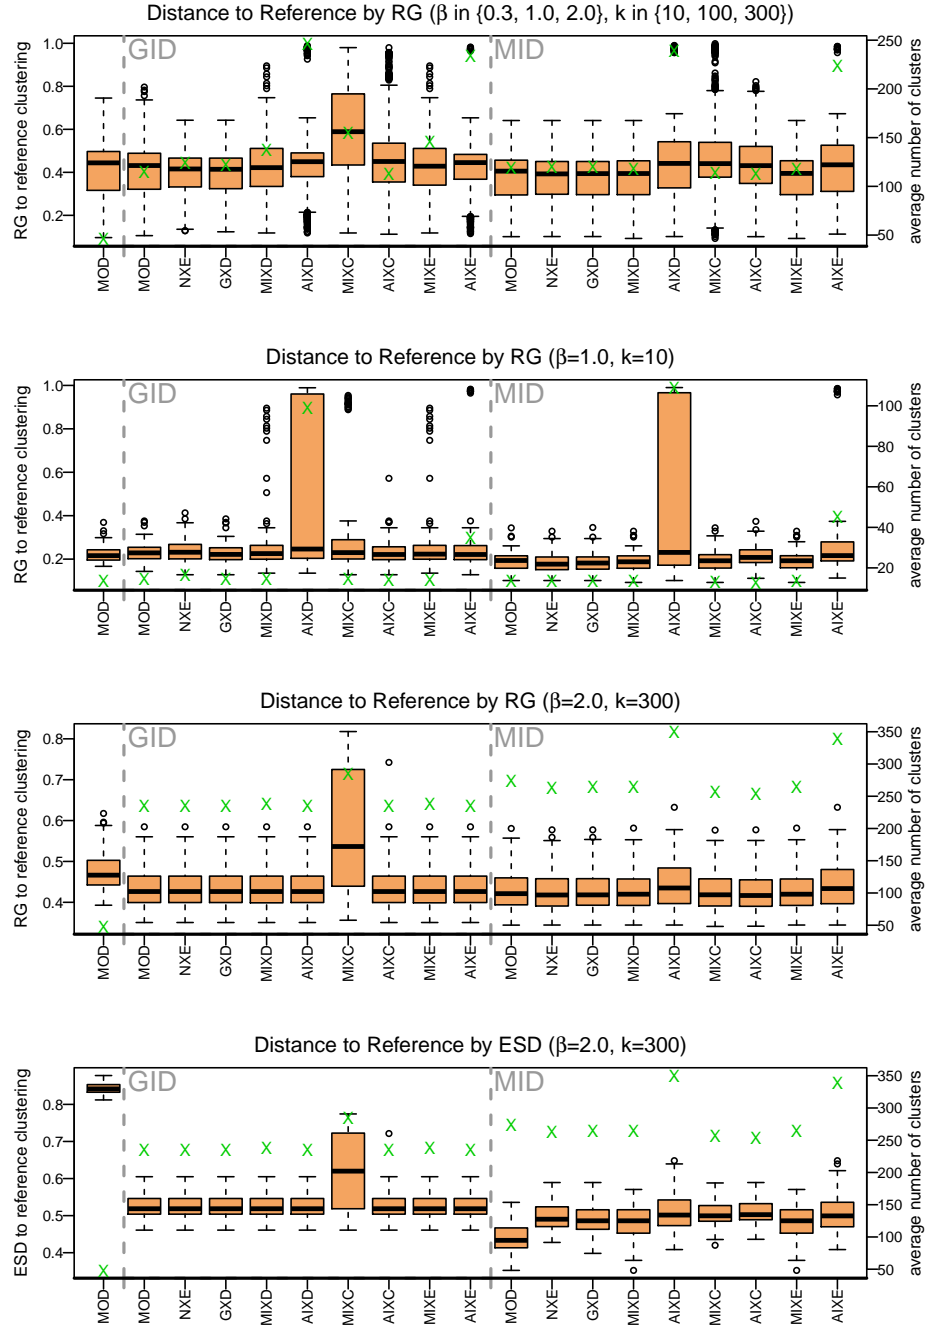 Distance to Reference by RG (β in {0.3, 1.0, 2.0}, k in {10, 100, 300})
RG to reference clustering
1.0
0.8
0.6
0.4
0.2
GID
MID
250
200
150
100
50
average number of clusters
MOD
MOD
NXE
GXD
MIXD
AIXD
MIXC
AIXC
MIXE
AIXE
MOD
NXE
GXD
MIXD
AIXD
MIXC
AIXC
MIXE
AIXE
Distance to Reference by RG (β=1.0, k=10)
RG to reference clustering
1.0
0.8
0.6
0.4
0.2
GID
MID
100
80
60
40
20
average number of clusters
MOD
MOD
NXE
GXD
MIXD
AIXD
MIXC
AIXC
MIXE
AIXE
MOD
NXE
GXD
MIXD
AIXD
MIXC
AIXC
MIXE
AIXE
Distance to Reference by RG (β=2.0, k=300)
RG to reference clustering
0.8
0.7
0.6
0.5
0.4
GID
MID
350
300
250
200
150
100
50
average number of clusters
MOD
MOD
NXE
GXD
MIXD
AIXD
MIXC
AIXC
MIXE
AIXE
MOD
NXE
GXD
MIXD
AIXD
MIXC
AIXC
MIXE
AIXE
Distance to Reference by ESD (β=2.0, k=300)
ESD to reference clustering
0.8
0.7
0.6
0.5
0.4
GID
MID
350
300
250
200
150
100
50
average number of clusters
MOD
MOD
NXE
GXD
MIXD
AIXD
MIXC
AIXC
MIXE
AIXE
MOD
NXE
GXD
MIXD
AIXD
MIXC
AIXC
MIXE
AIXE